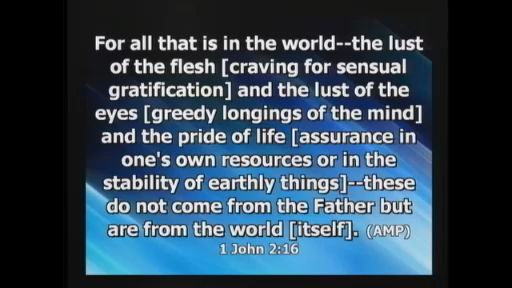 For all that is in the world--the lust
of the flesh [craving for sensual
gratification] and the lust of the
eyes [greedy longings of the mind]
and the pride of life [assurance in
one's own resources or in the
stability of earthly things]--these
do not come from the Father but
are from the world [itself]. (AMP)
1 John 2:16